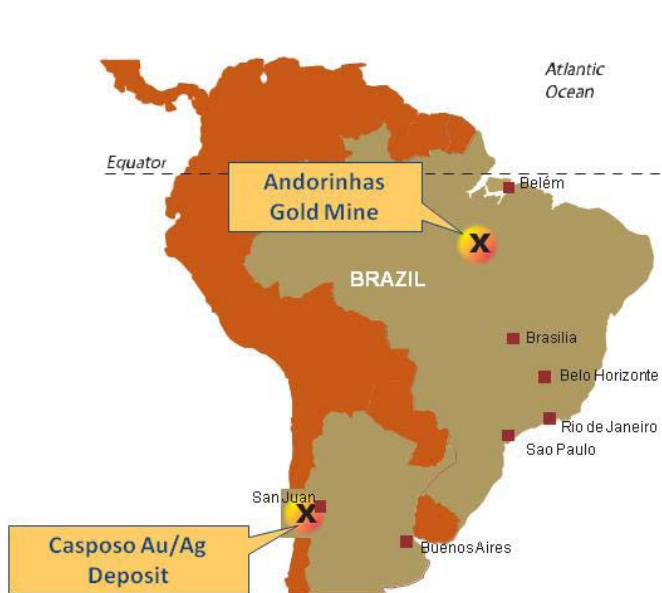 Atlantic
Ocean
Equator
Andorinhas
Gold Mine
Belém
X
BRAZIL
Brasilia
Belo Horizonte
Rio de Janeiro
Sao Paulo
San Juan
X
Casposo Au/Ag
Deposit
Buenos Aires